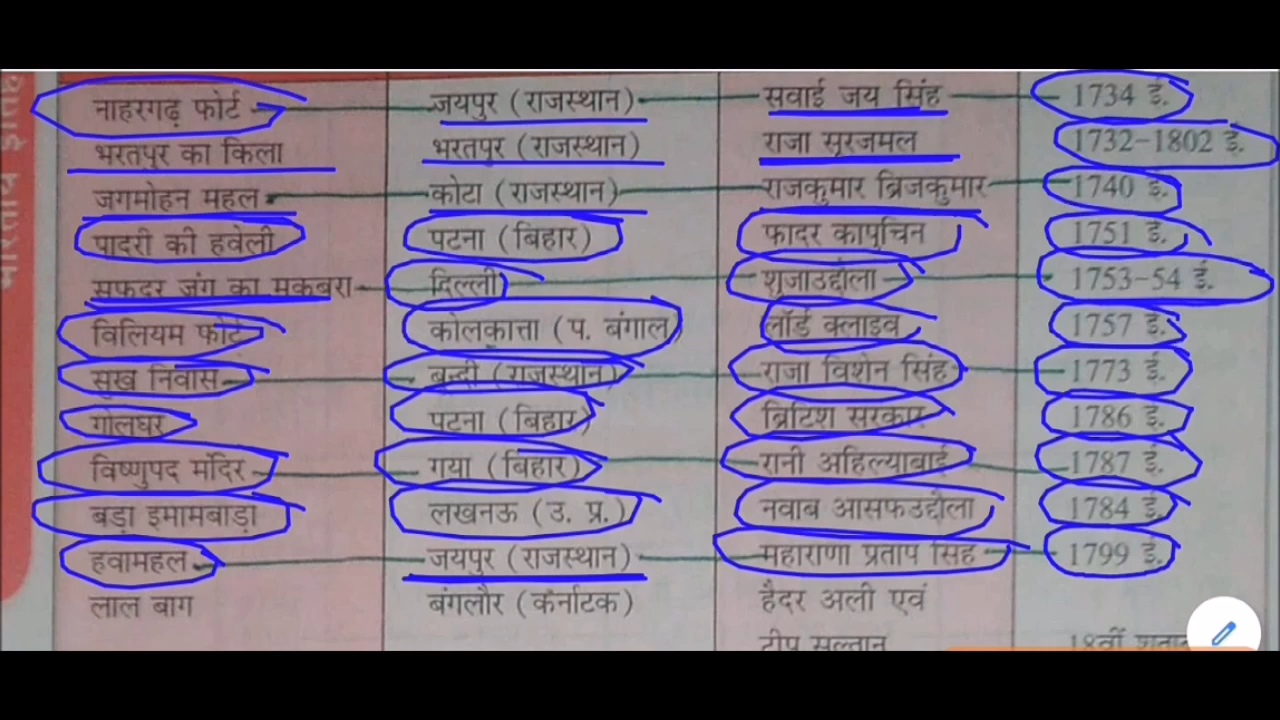 भारतीय इतिह
नाहरगढ़ फोर्ट जयपुर (राजस्थान) सवाई जय सिंह 1734 ई.
भरतपुर का किला भरतपुर (राजस्थान) राजा सूरजमल 1732-1802 ई.
जगमोहन महल कोटा (राजस्थान) राजकुमार ब्रिजकुमार 1740 ई.
पादरी की हवेली पटना (बिहार) फादर कापूचिन 1751 ई.
सफदर जंग का मकबरा दिल्ली शुजाउद्दौला 1753-54 ई.
विलियम फोर्ट कोलकात्ता (प. बंगाल) लॉर्ड क्लाइव 1757 ई.
सुख निवास बून्दी (राजस्थान) राजा विशेन सिंह 1773 ई.
गोलघर पटना (बिहार) ब्रिटिश सरकार 1786 ई.
विष्णुपद मंदिर गया (बिहार) रानी अहिल्याबाई 1787 ई.
बड़ा इमामबाड़ा लखनऊ (उ. प्र.) नवाब आसफउद्दौला 1784 ई.
हवामहल जयपुर (राजस्थान) महाराणा प्रताप सिंह 1799 ई.
लाल बाग बंगलौर (कर्नाटक) हैदर अली एवं
टीपू सुल्तान 18वीं